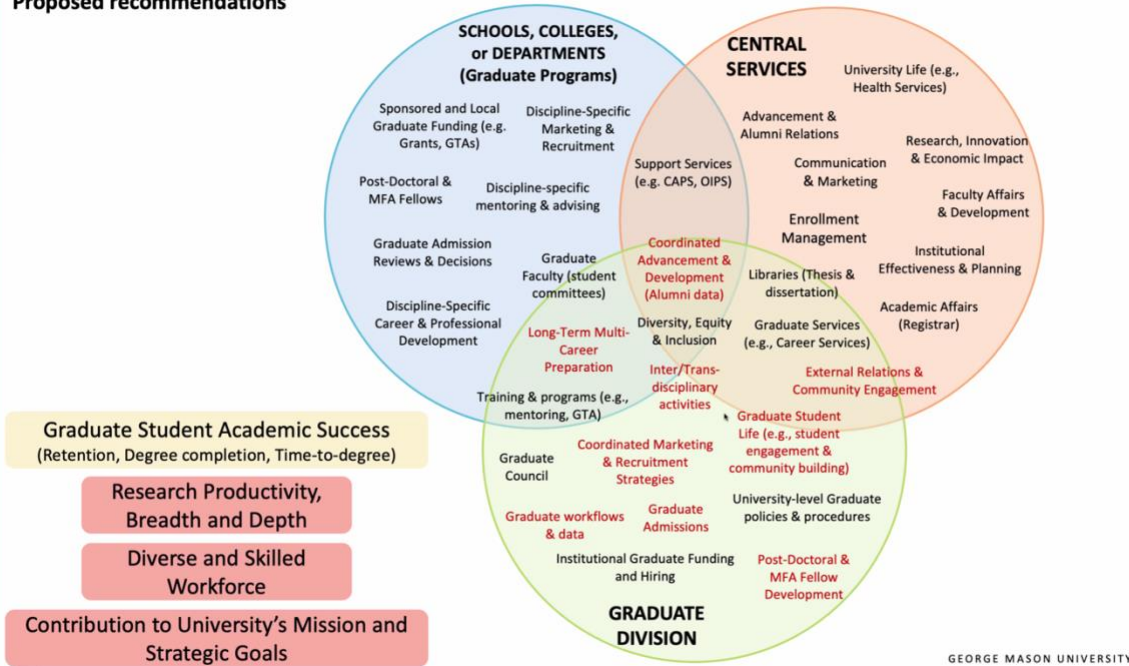 Proposed recommendations
SCHOOLS, COLLEGES,
or DEPARTMENTS
(Graduate Programs)
Sponsored and Local
Graduate Funding (e.g.
Grants, GTAs)
Discipline-Specific
Marketing &
Recruitment
Post-Doctoral &
MFA Fellows
Discipline-specific
mentoring & advising
Graduate Admission
Reviews & Decisions
Graduate
Faculty (student
committees)
Discipline-Specific
Career & Professional
Development
Long-Term Multi-
Career
Preparation
Training & programs (e.g.,
mentoring, GTA)
Support Services
(e.g. CAPS, OIPS)
Coordinated
Advancement &
Development
(Alumni data)
Diversity, Equity
& Inclusion
Inter/Trans-
disciplinary
activities
CENTRAL
SERVICES
University Life (e.g.,
Health Services)
Advancement &
Alumni Relations
Research, Innovation
& Economic Impact
Communication
& Marketing
Faculty Affairs
& Development
Enrollment
Management
Institutional
Effectiveness & Planning
Libraries (Thesis &
dissertation)
Academic Affairs
(Registrar)
Graduate Services
(e.g., Career Services)
External Relations &
Community Engagement
Graduate Student
Life (e.g., student
engagement &
community building)
Coordinated Marketing
& Recruitment
Strategies
Graduate
Council
University-level Graduate
policies & procedures
Graduate workflows
& data
Graduate
Admissions
Institutional Graduate Funding
and Hiring
Post-Doctoral &
MFA Fellow
Development
GRADUATE
DIVISION
Graduate Student Academic Success
(Retention, Degree completion, Time-to-degree)
Research Productivity,
Breadth and Depth
Diverse and Skilled
Workforce
Contribution to University's Mission and
Strategic Goals
GEORGE MASON UNIVERSITY